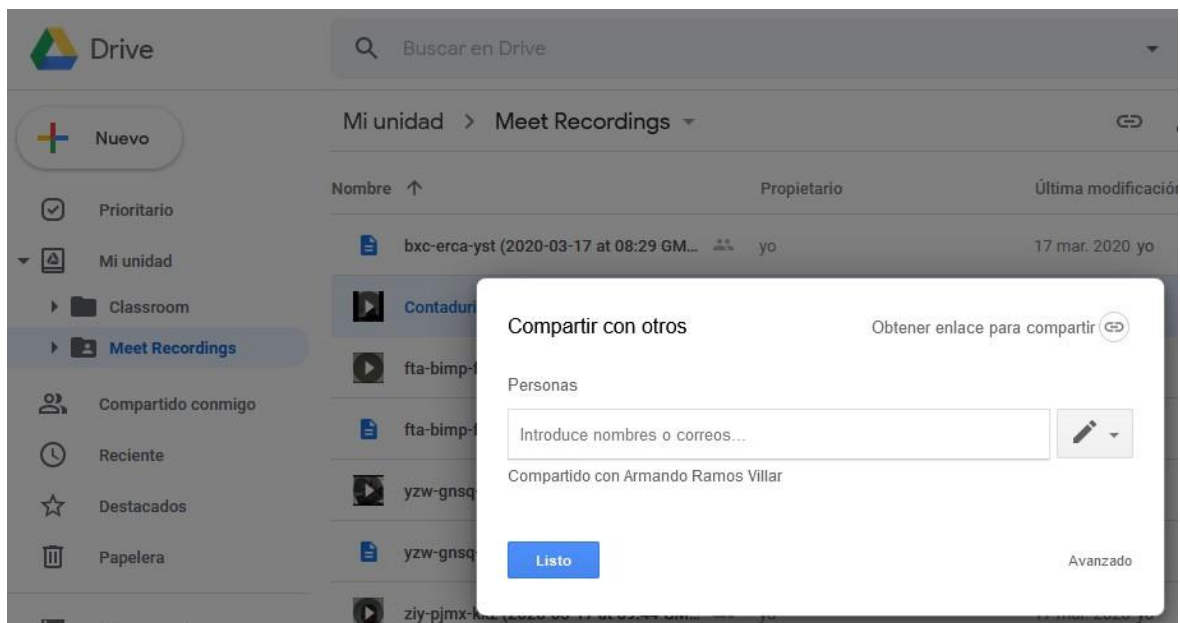 Drive
Buscar en Drive
Nuevo
Mi unidad > Meet Recordings
Nombre Propietario Última modificación
Prioritario
Mi unidad
Classroom
Meet Recordings
Compartido conmigo
Reciente
Destacados
Papelera
bxc-erca-yst (2020-03-17 at 08:29 GM... yo 17 mar. 2020 yo
Contaduri
fta-bimp-f
fta-bimp-f
yzw-gnsq-
yzw-gnsq-
Compartir con otros Obtener enlace para compartir
Personas
Introduce nombres o correos...
Compartido con Armando Ramos Villar
Listo Avanzado